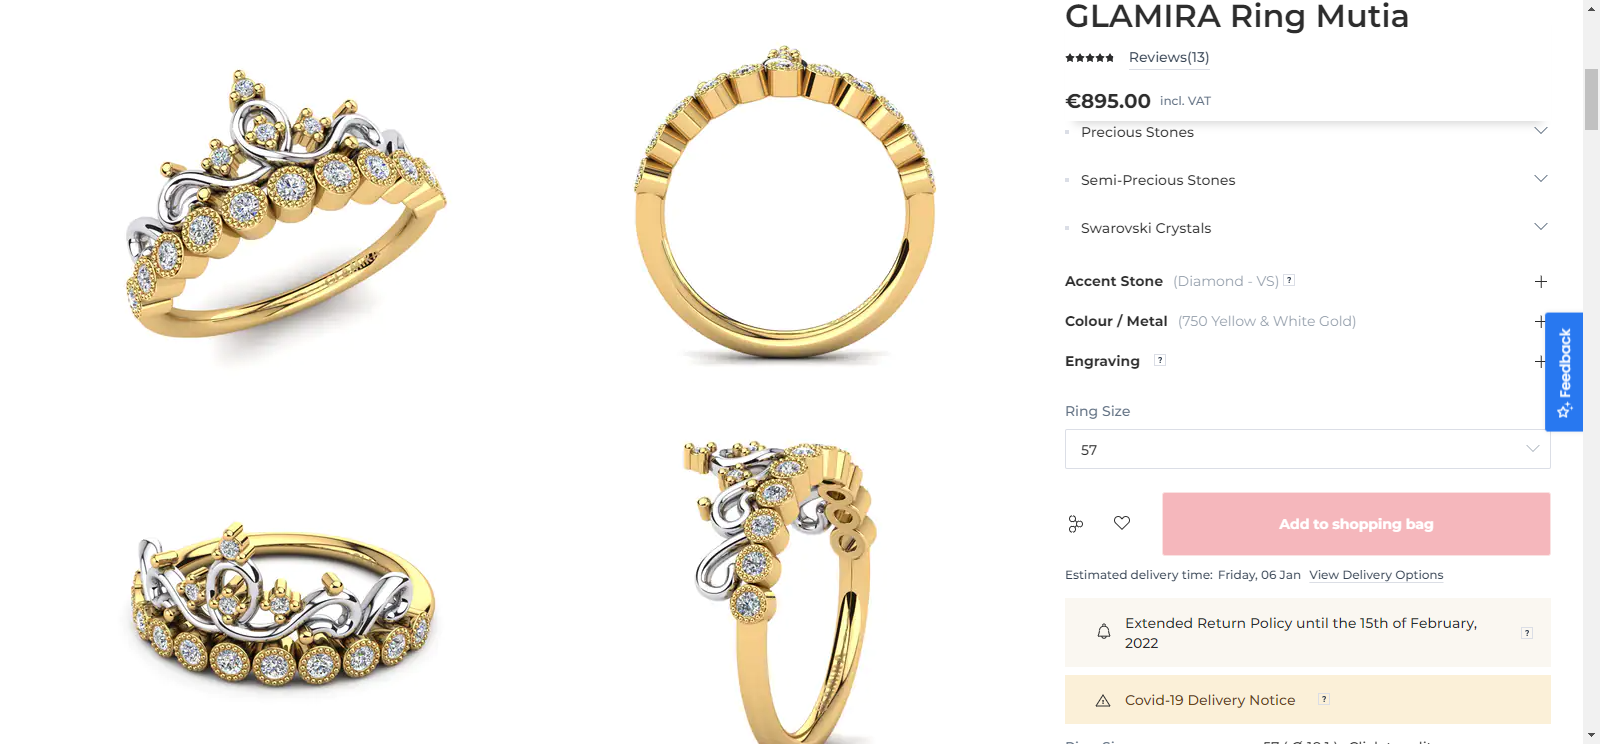 GLAMIRA Ring Mutia
Reviews(13)
€895.00 incl. VAT
Precious Stones
Semi-Precious Stones
Swarovski Crystals
Accent Stone (Diamond - VS) ?
Colour / Metal (750 Yellow & White Gold)
Engraving ?
Feedback
Ring Size
57
Add to shopping bag
Estimated delivery time: Friday, 06 Jan View Delivery Options
Extended Return Policy until the 15th of February,
2022 ?
Covid-19 Delivery Notice ?